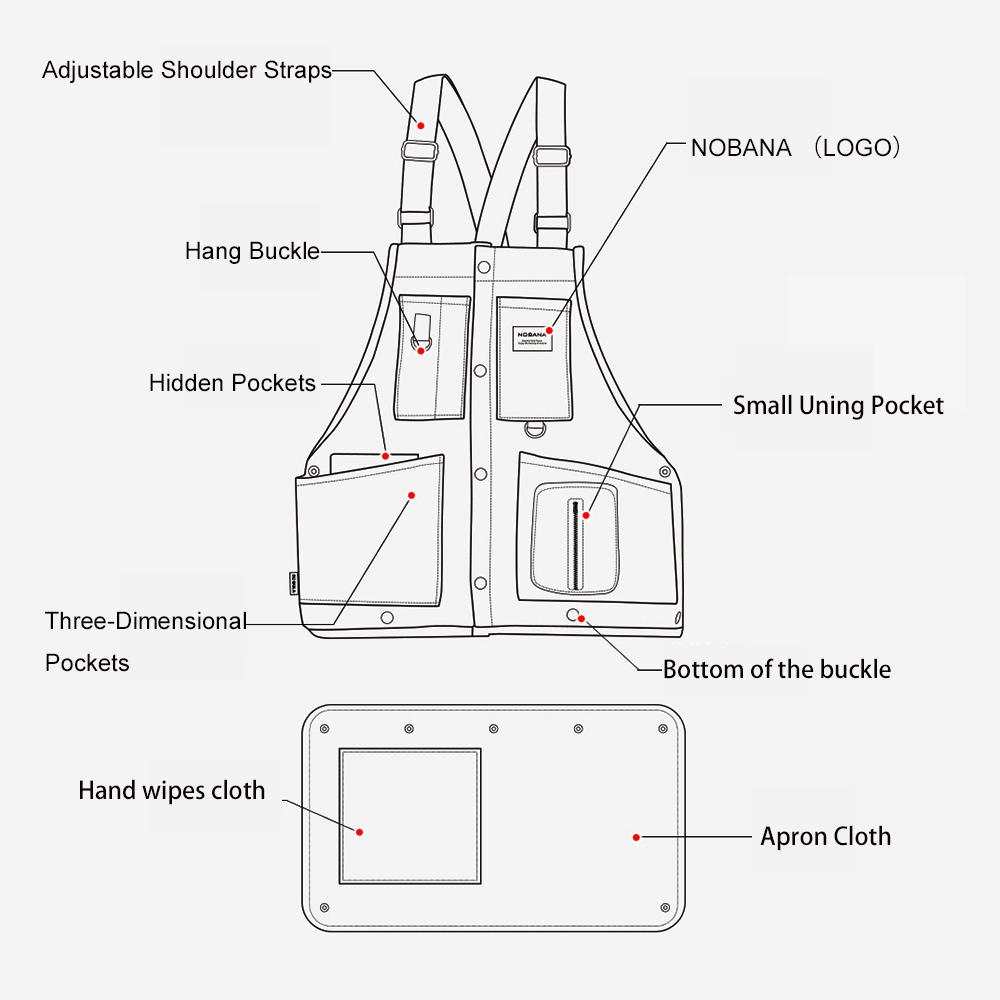 Adjustable Shoulder Straps
NOBANA （LOGO）
Hang Buckle
NOBANA
Hidden Pockets
Small Uning Pocket
Three-Dimensional
Pockets
Bottom of the buckle
Hand wipes cloth
Apron Cloth